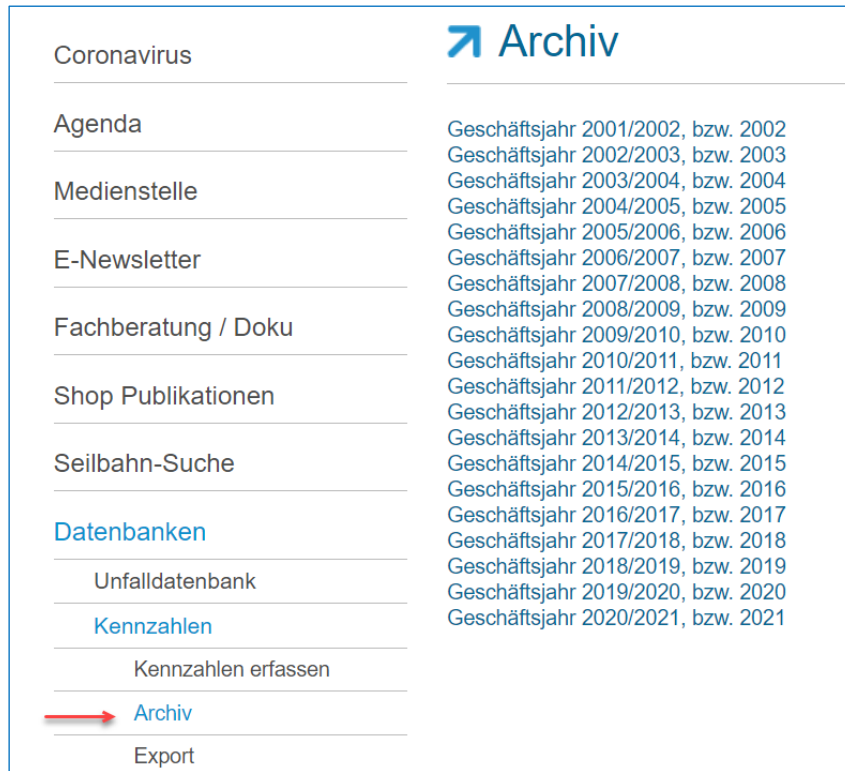 Coronavirus
Agenda
Medienstelle
E-Newsletter
Fachberatung / Doku
Shop Publikationen
Seilbahn-Suche
Datenbanken
Unfalldatenbank
Kennzahlen
Kennzahlen erfassen
Archiv
Export
Archiv
Geschäftsjahr 2001/2002, bzw. 2002
Geschäftsjahr 2002/2003, bzw. 2003
Geschäftsjahr 2003/2004, bzw. 2004
Geschäftsjahr 2004/2005, bzw. 2005
Geschäftsjahr 2005/2006, bzw. 2006
Geschäftsjahr 2006/2007, bzw. 2007
Geschäftsjahr 2007/2008, bzw. 2008
Geschäftsjahr 2008/2009, bzw. 2009
Geschäftsjahr 2009/2010, bzw. 2010
Geschäftsjahr 2010/2011, bzw. 2011
Geschäftsjahr 2011/2012, bzw. 2012
Geschäftsjahr 2012/2013, bzw. 2013
Geschäftsjahr 2013/2014, bzw. 2014
Geschäftsjahr 2014/2015, bzw. 2015
Geschäftsjahr 2015/2016, bzw. 2016
Geschäftsjahr 2016/2017, bzw. 2017
Geschäftsjahr 2017/2018, bzw. 2018
Geschäftsjahr 2018/2019, bzw. 2019
Geschäftsjahr 2019/2020, bzw. 2020
Geschäftsjahr 2020/2021, bzw. 2021